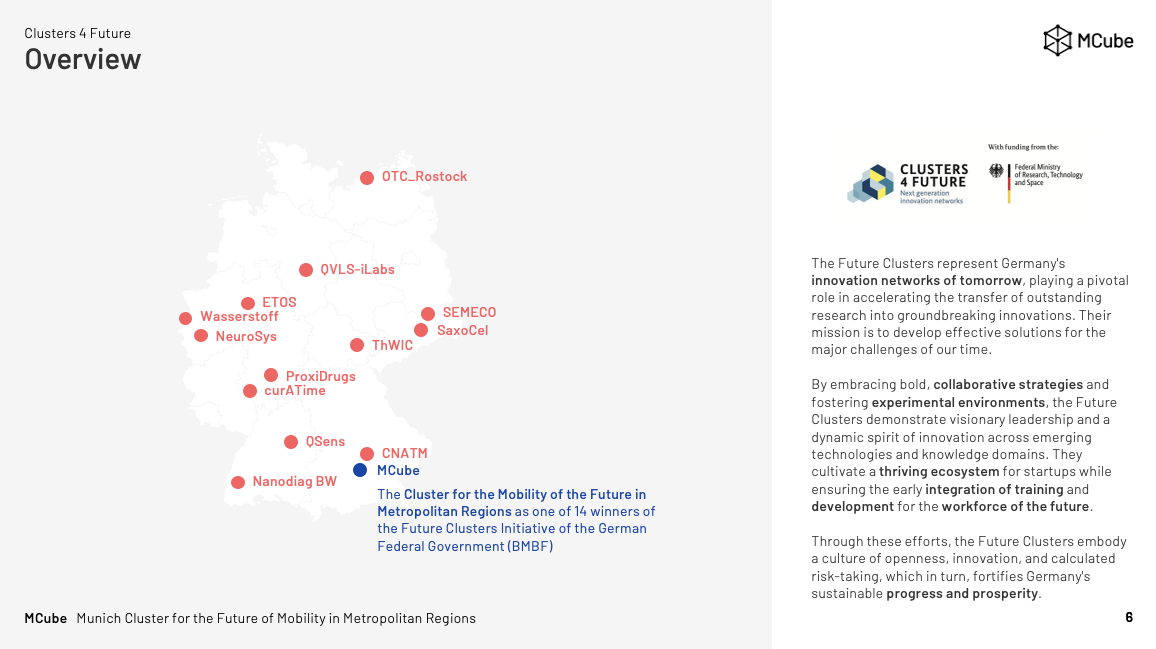 Clusters 4 Future
Overview
MCube
OTC_Rostock
QVLS-iLabs
ETOS
Wasserstoff
NeuroSys
SEMECO
SaxoCel
ThWIC
ProxiDrugs
curATime
QSens
CNATM
MCube
Nanodiag BW
The Cluster for the Mobility of the Future in
Metropolitan Regions as one of 14 winners of
the Future Clusters Initiative of the German
Federal Government (BMBF)
With funding from the:
CLUSTERS
4 FUTURE
Next generation
innovation networks
Federal Ministry
of Research, Technology
and Space
The Future Clusters represent Germany's
innovation networks of tomorrow, playing a pivotal
role in accelerating the transfer of outstanding
research into groundbreaking innovations. Their
mission is to develop effective solutions for the
major challenges of our time.
By embracing bold, collaborative strategies and
fostering experimental environments, the Future
Clusters demonstrate visionary leadership and a
dynamic spirit of innovation across emerging
technologies and knowledge domains. They
cultivate a thriving ecosystem for startups while
ensuring the early integration of training and
development for the workforce of the future.
Through these efforts, the Future Clusters embody
a culture of openness, innovation, and calculated
risk-taking, which in turn, fortifies Germany's
sustainable progress and prosperity.
MCube Munich Cluster for the Future of Mobility in Metropolitan Regions
6